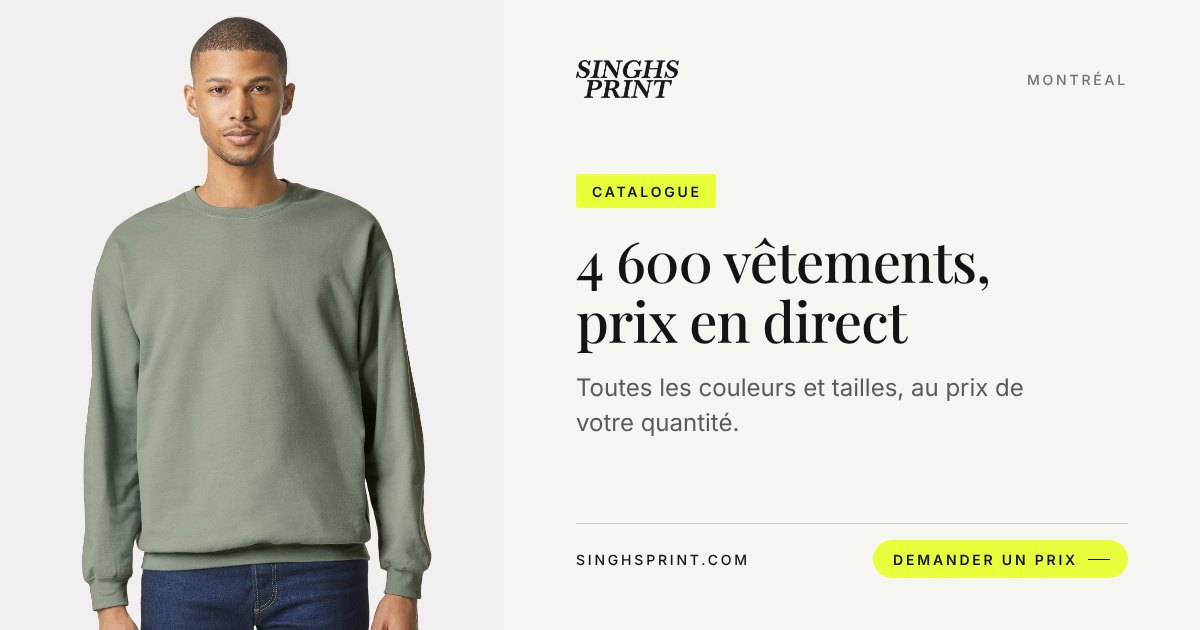 SINGHS
PRINT
MONTRÉAL
CATALOGUE
4 600 vêtements,
prix en direct
Toutes les couleurs et tailles, au prix de
votre quantité.
SINGHSPRINT.COM
DEMANDER UN PRIX